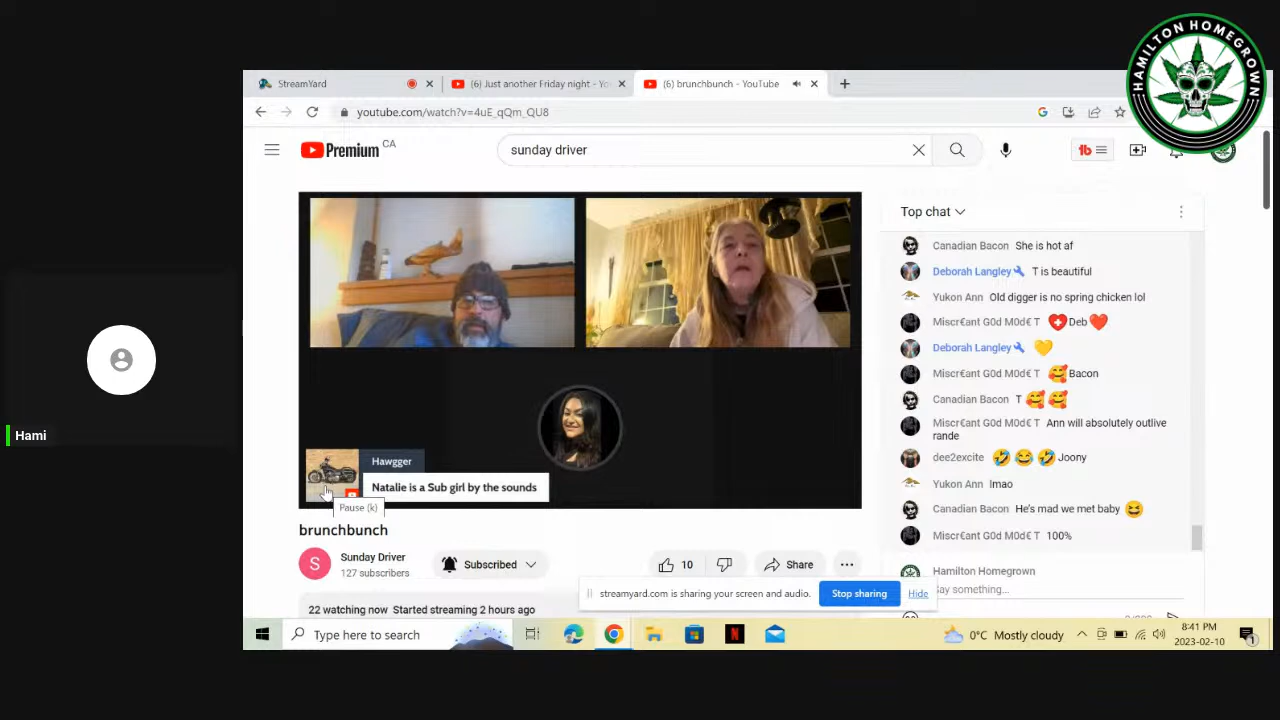 HAMILTON HOMEGROWN
StreamYard
(6) Just another Friday night - Yo
(6) brunchbunch - YouTube
youtube.com/watch?v=4uE_qQm_QU8
Premium CA
sunday driver
Top chat
Canadian Bacon She is hot af
Deborah Langley T is beautiful
Yukon Ann Old digger is no spring chicken lol
Miscr€ant G0d M0d€ T Deb
Deborah Langley
Miscr€ant G0d M0d€ T Bacon
Canadian Bacon T
Miscr€ant G0d M0d€ T Ann will absolutely outlive
rande
dee2excite Joony
Yukon Ann lmao
Canadian Bacon He's mad we met baby
Miscr€ant G0d M0d€ T 100%
Hamilton Homegrown
Say something...
Hami
Hawgger
Natalie is a Sub girl by the sounds
Pause (k)
brunchbunch
S
Sunday Driver
127 subscribers
Subscribed
10
Share
22 watching now Started streaming 2 hours ago
streamyard.com is sharing your screen and audio.
Stop sharing
Hide
Type here to search
N
0°C Mostly cloudy
8:41 PM
2023-02-10
1